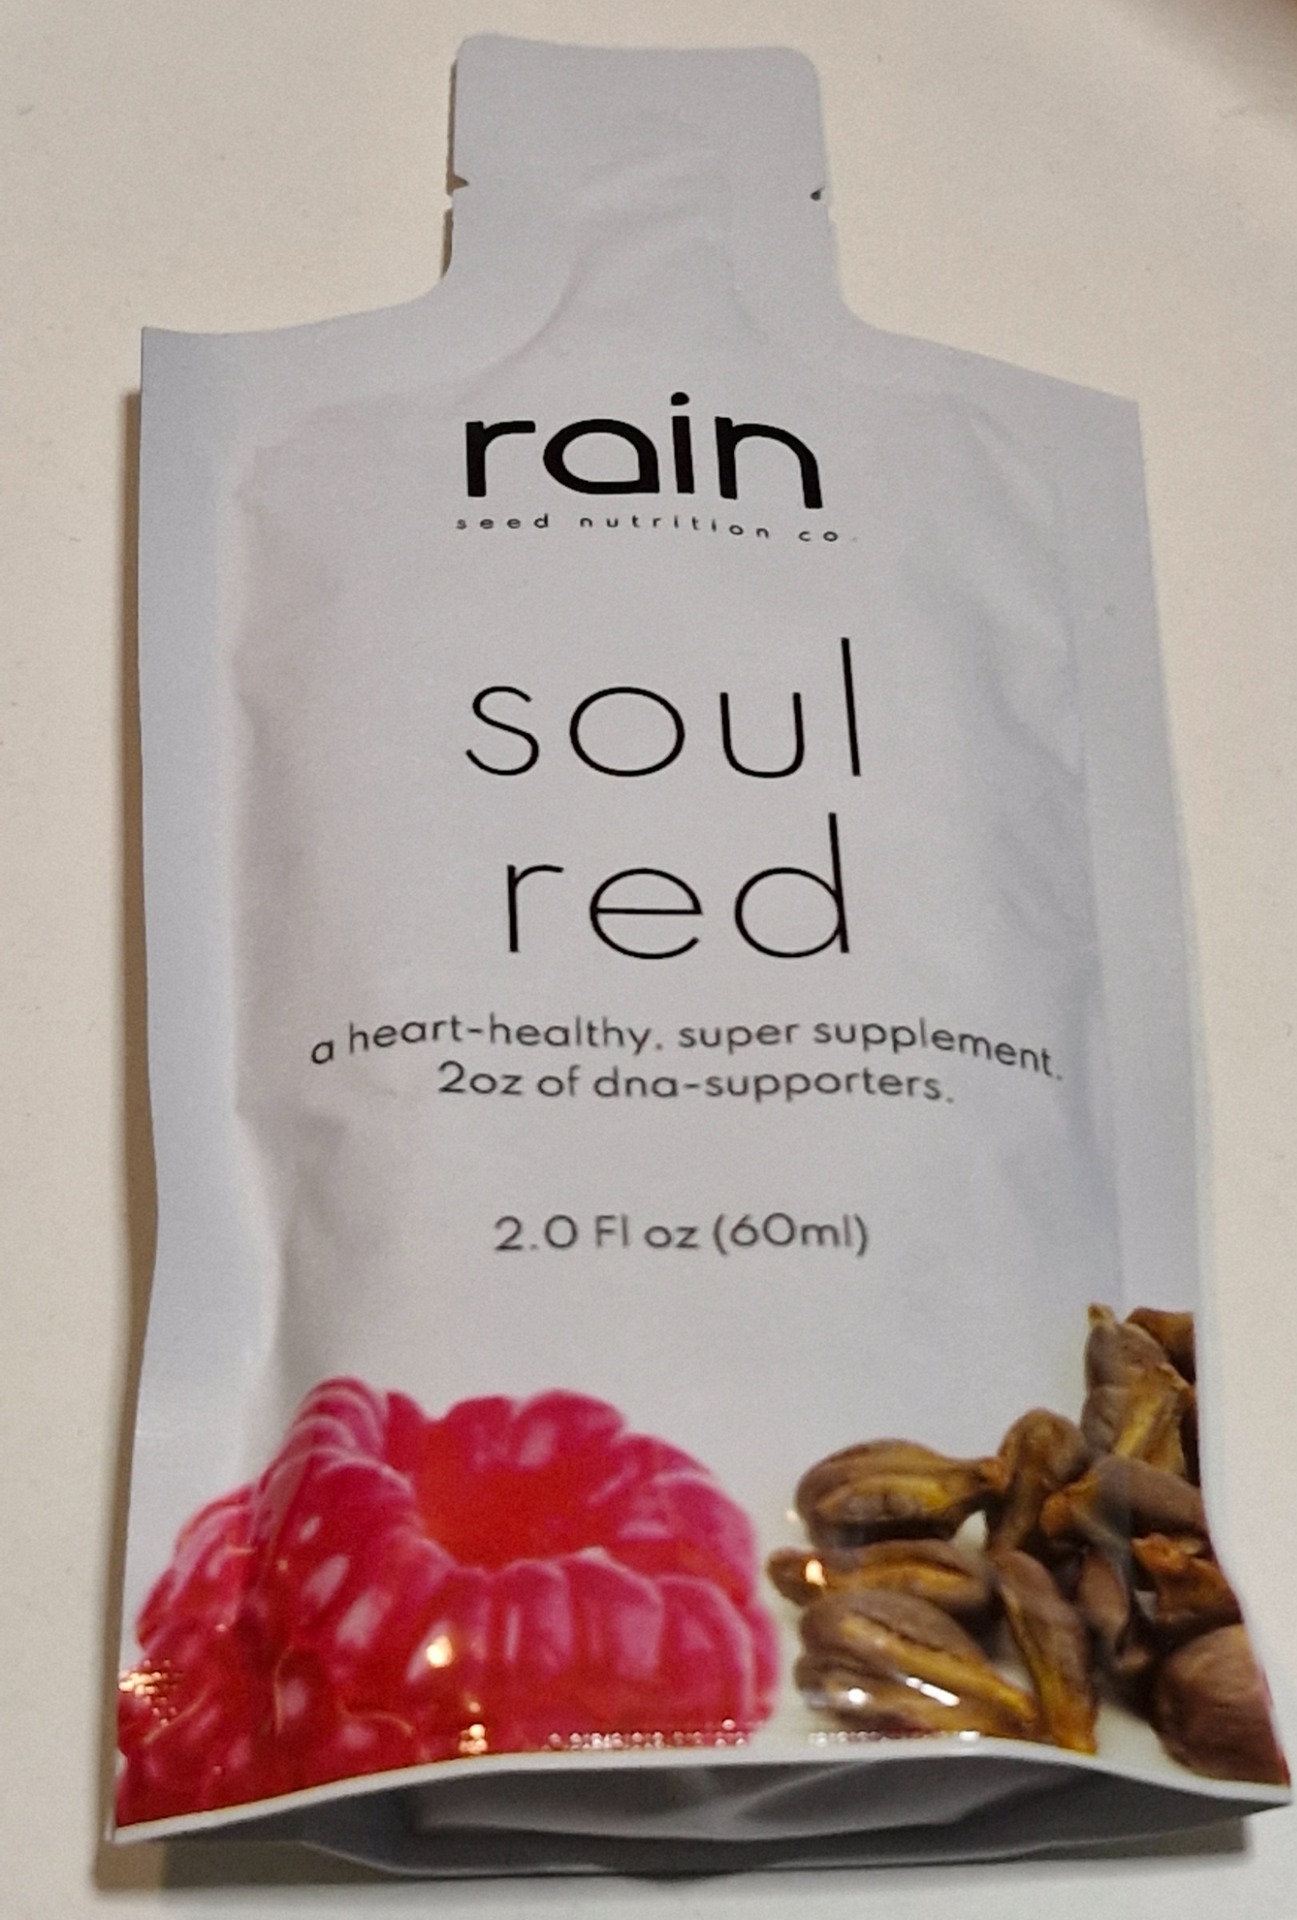 rain
seed nutrition co.
soul
red
a heart-healthy, super supplement.
2oz of dna-supporters.
2.0 Fl oz (60ml)